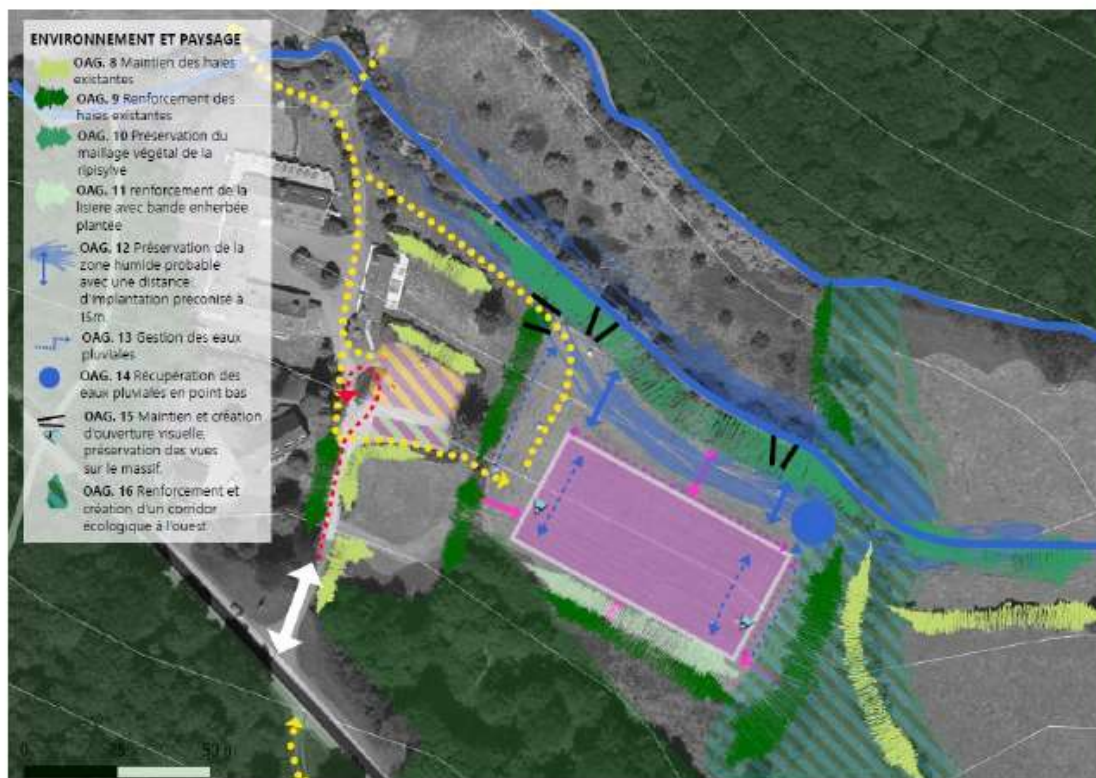 ENVIRONNEMENT ET PAYSAGE
OAG. 8 Maintien des haies
existantes
OAG. 9 Renforcement des
haies existantes
OAG. 10 Préservation du
maillage végétal de la
ripisylve
OAG. 11 renforcement de la
lisiere avec bande enherbée
plantée
OAG. 12 Préservation de la
zone humide probable
avec une distance
d'implantation préconisé à
15m.
OAG. 13 Gestion des eaux
pluviales
OAG. 14 Récupération des
eaux pluviales en point bas
OAG. 15 Maintien et création
d'ouverture visuelle,
préservation des vues
sur le massif.
OAG. 16 Renforcement et
création d'un corridor
écologique à l'ouest
0 25 50 m